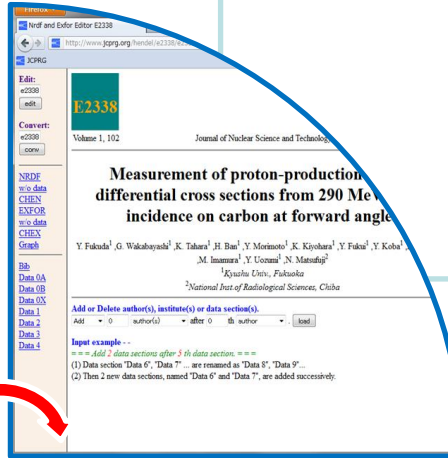 Firefox
Nrdf and Exfor Editor E2338
http://www.jcprg.org/hendel/e2338/e2
JCPRG
Edit:
e2338
edit
Convert:
e2338
conv
NRDF
w/o data
CHEN
EXFOR
w/o data
CHEX
Graph
Bib
Data 0A
Data 0B
Data 0X
Data 1
Data 2
Data 3
Data 4
E2338
Volume 1, 102 Journal of Nuclear Science and Technology
Measurement of proton-production
differential cross sections from 290 MeV
incidence on carbon at forward angle
Y. Fukuda1 ,G. Wakabayashi1 ,K. Tahara1 ,H. Ban1 ,Y. Morimoto1 ,K. Kiyohara1 ,Y. Fukui1 ,Y. Koba1
,M. Imamura1 ,Y. Uozumi1 ,N. Matsufuji2
1Kyushu Univ., Fukuoka
2National Inst.of Radiological Sciences, Chiba
Add or Delete author(s), institute(s) or data section(s).
Add 0 author(s) after 0 th author . load
Input example - -
= = = Add 2 data sections after 5 th data section. = = =
(1) Data section "Data 6", "Data 7" ... are renamed as "Data 8", "Data 9"...
(2) Then 2 new data sections, named "Data 6" and "Data 7", are added successively.